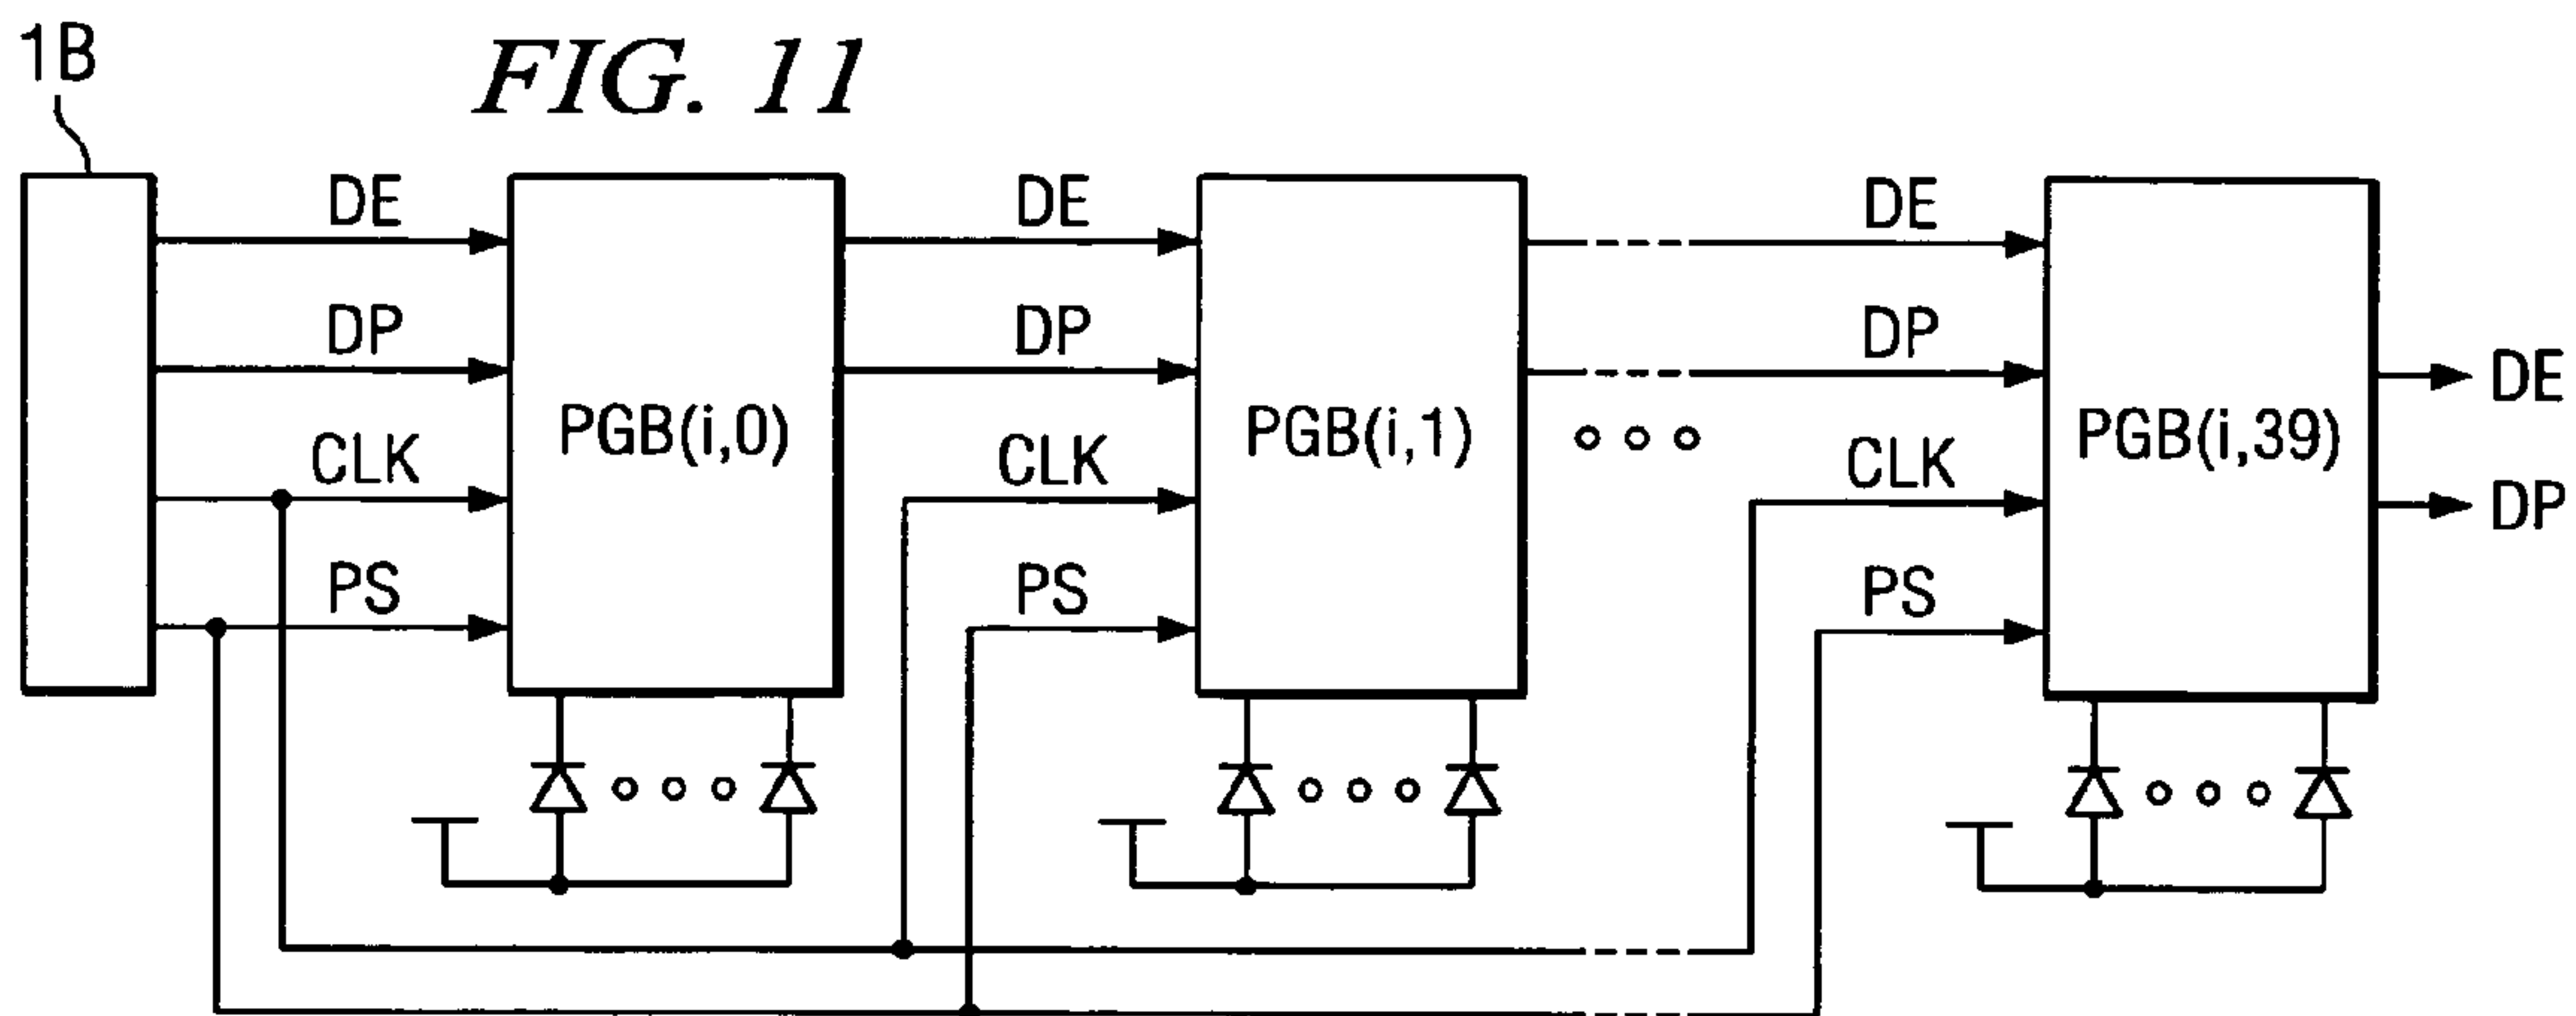 1B
FIG. 11
DE DE DE
DP DP DP DE
PGB(i,0) PGB(i,1) PGB(i,39)
CLK CLK CLK DP
PS PS PS